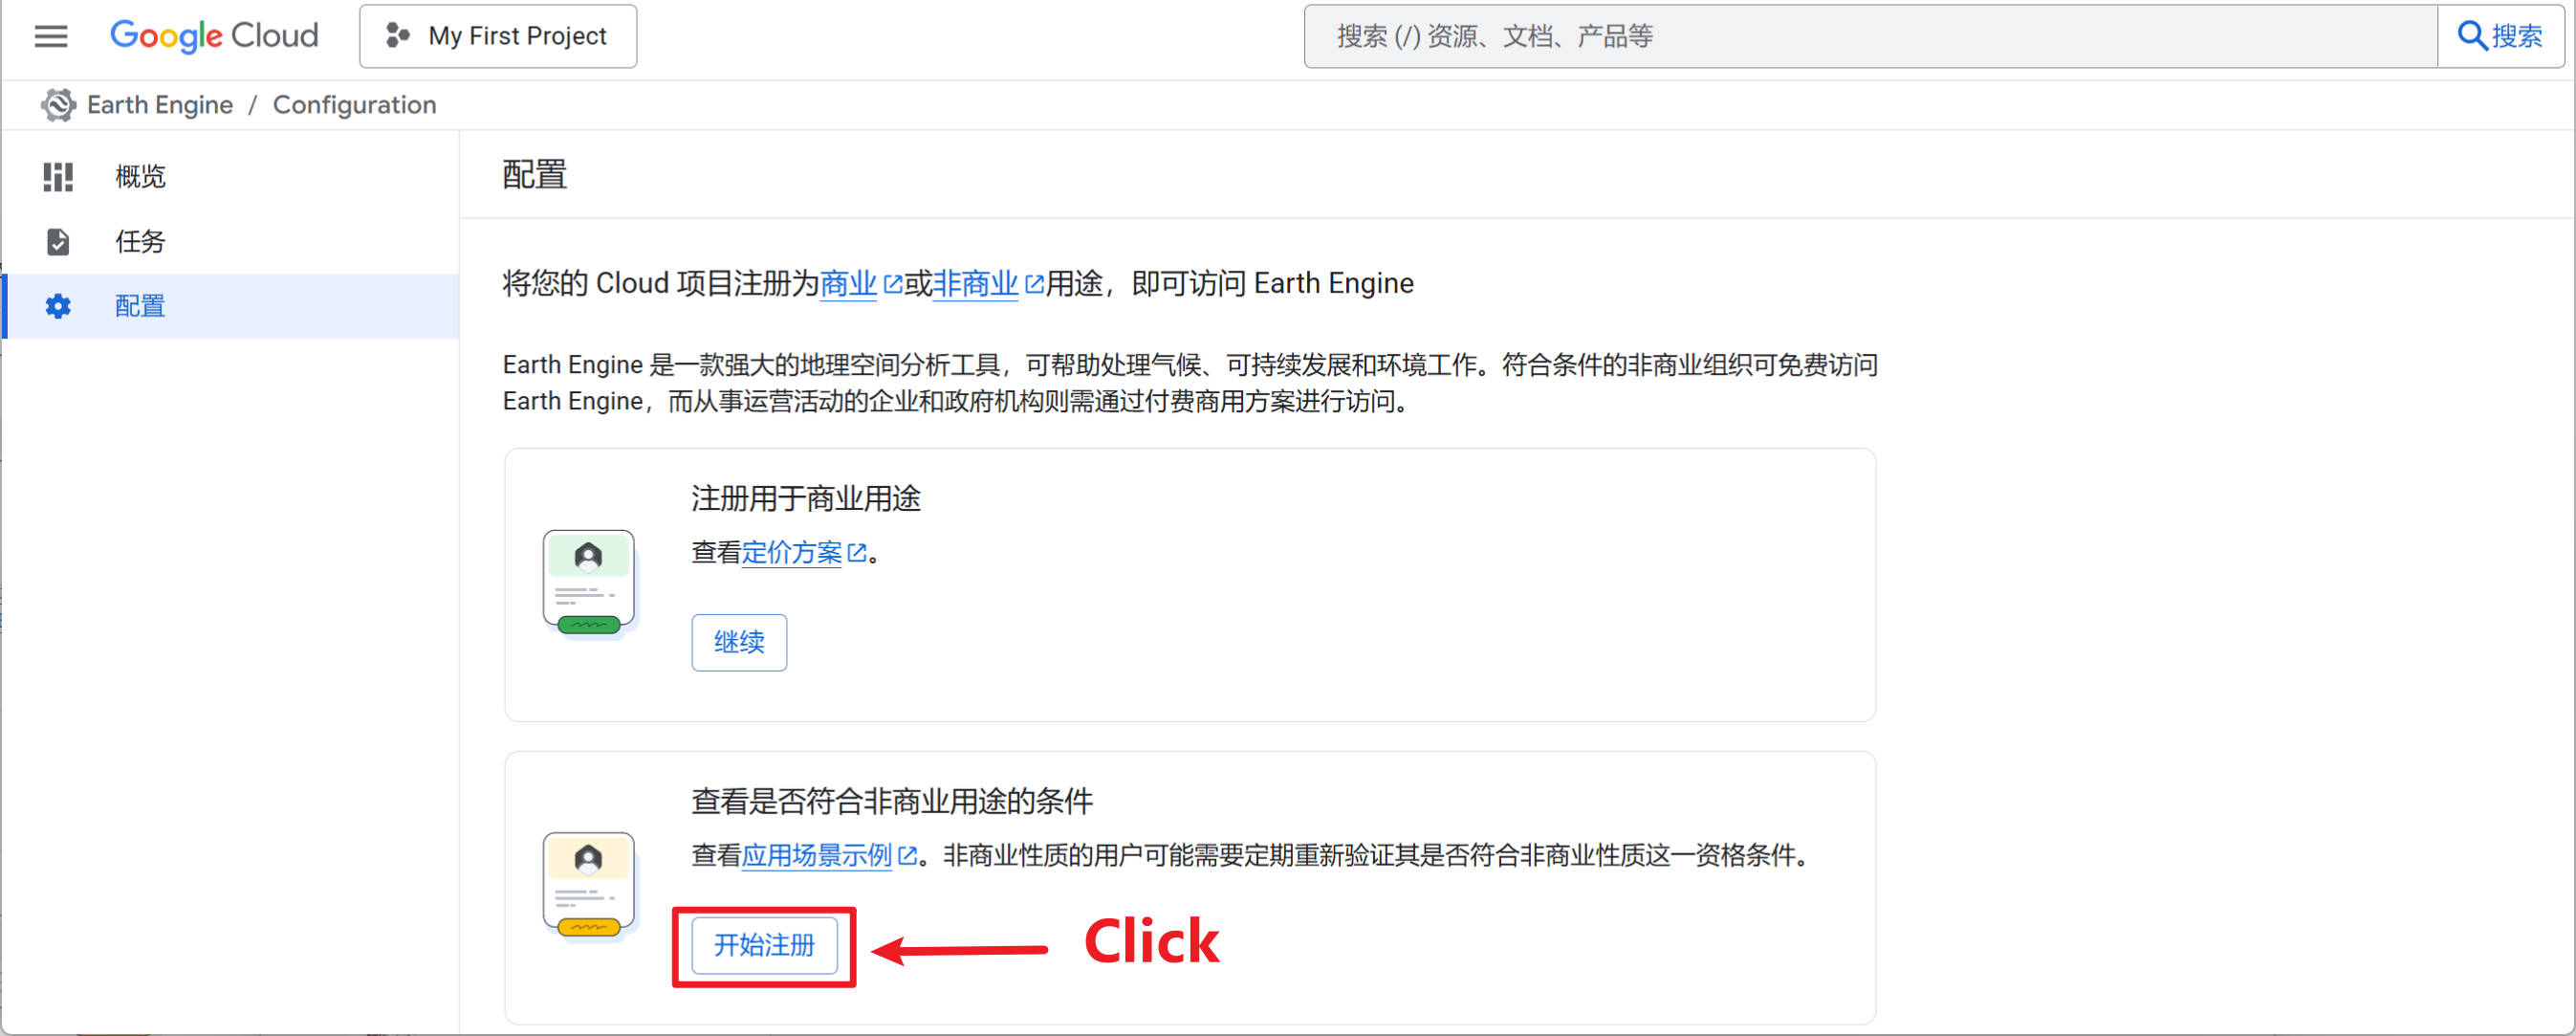 Google Cloud
My First Project
搜索 (/) 资源、文档、产品等
搜索
Earth Engine / Configuration
概览
任务
配置
配置
将您的 Cloud 项目注册为商业或非商业用途，即可访问 Earth Engine
Earth Engine 是一款强大的地理空间分析工具，可帮助处理气候、可持续发展和环境工作。符合条件的非商业组织可免费访问
Earth Engine，而从事运营活动的企业和政府机构则需通过付费商用方案进行访问。
注册用于商业用途
查看定价方案。
继续
查看是否符合非商业用途的条件
查看应用场景示例。非商业性质的用户可能需要定期重新验证其是否符合非商业性质这一资格条件。
开始注册
Click